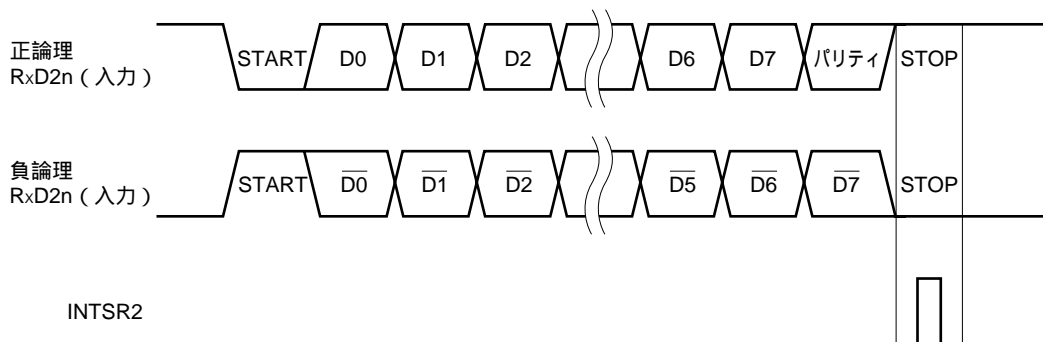 正論理
RxD2n（入力）
START D0 D1 D2 D6 D7 パリティ STOP
負論理
RxD2n（入力）
START D0 D1 D2 D5 D6 D7 STOP
INTSR2